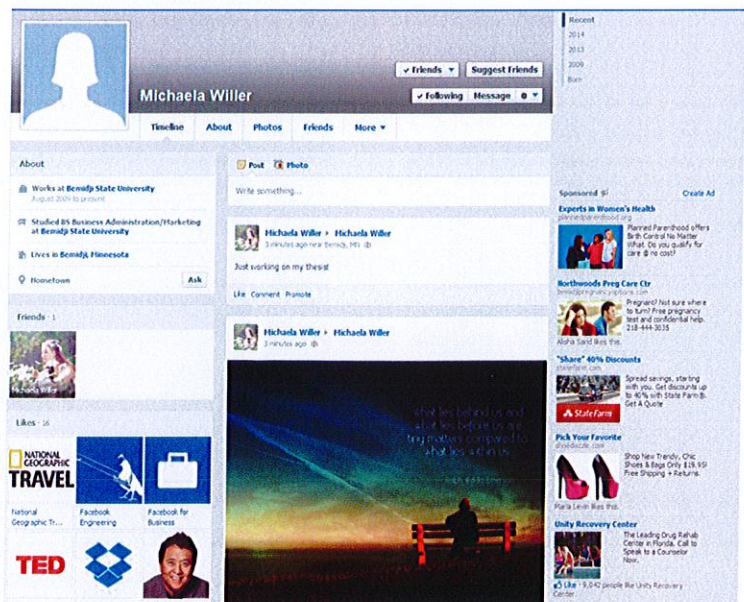 Recent
2014
2013
2009
Born
Friends
Suggest Friends
Michaela Willer
Following Message
Timeline About Photos Friends More
About
Works at Bemidji State University
August 2009 to present
Studied BS Business Administration/Marketing
at Bemidji State University
Lives in Bemidji, Minnesota
Hometown Ask
Friends · 1
Michaela Willer
Likes · 16
NATIONAL
GEOGRAPHIC
TRAVEL
National
Geographic Tr...
Facebook
Engineering
Facebook for
Business
TED
Post Photo
Write something...
Michaela Willer Michaela Willer
3 minutes ago near Bemidji, MN
Just working on my thesis!
Like Comment Promote
Michaela Willer Michaela Willer
3 minutes ago
what lies behind us and
what lies before us are
tiny matters compared to
what lies within us
Ralph Waldo Emerson
Sponsored Create Ad
Experts in Women's Health
plannedparenthood.org
Planned Parenthood offers
Birth Control No Matter
What. Do you qualify for
care @ no cost?
Northwoods Preg Care Ctr
bemidjipregnancyoptions.com
Pregnant? Not sure where
to turn? Free pregnancy
test and confidential help.
218-444-3035
Alisha Sand likes this.
"Share" 40% Discounts
statefarm.com
Spread savings, starting
with you. Get discounts up
to 40% with State Farm®.
Get A Quote
State Farm
Pick Your Favorite
shoedazzle.com
Shop New Trendy, Chic
Shoes & Bags Only $19.95!
Free Shipping + Returns.
Maria Levin likes this.
Unity Recovery Center
The Leading Drug Rehab
Center in Florida. Call to
Speak to a Counselor
Now.
Like · 9,042 people like Unity Recovery
Center.